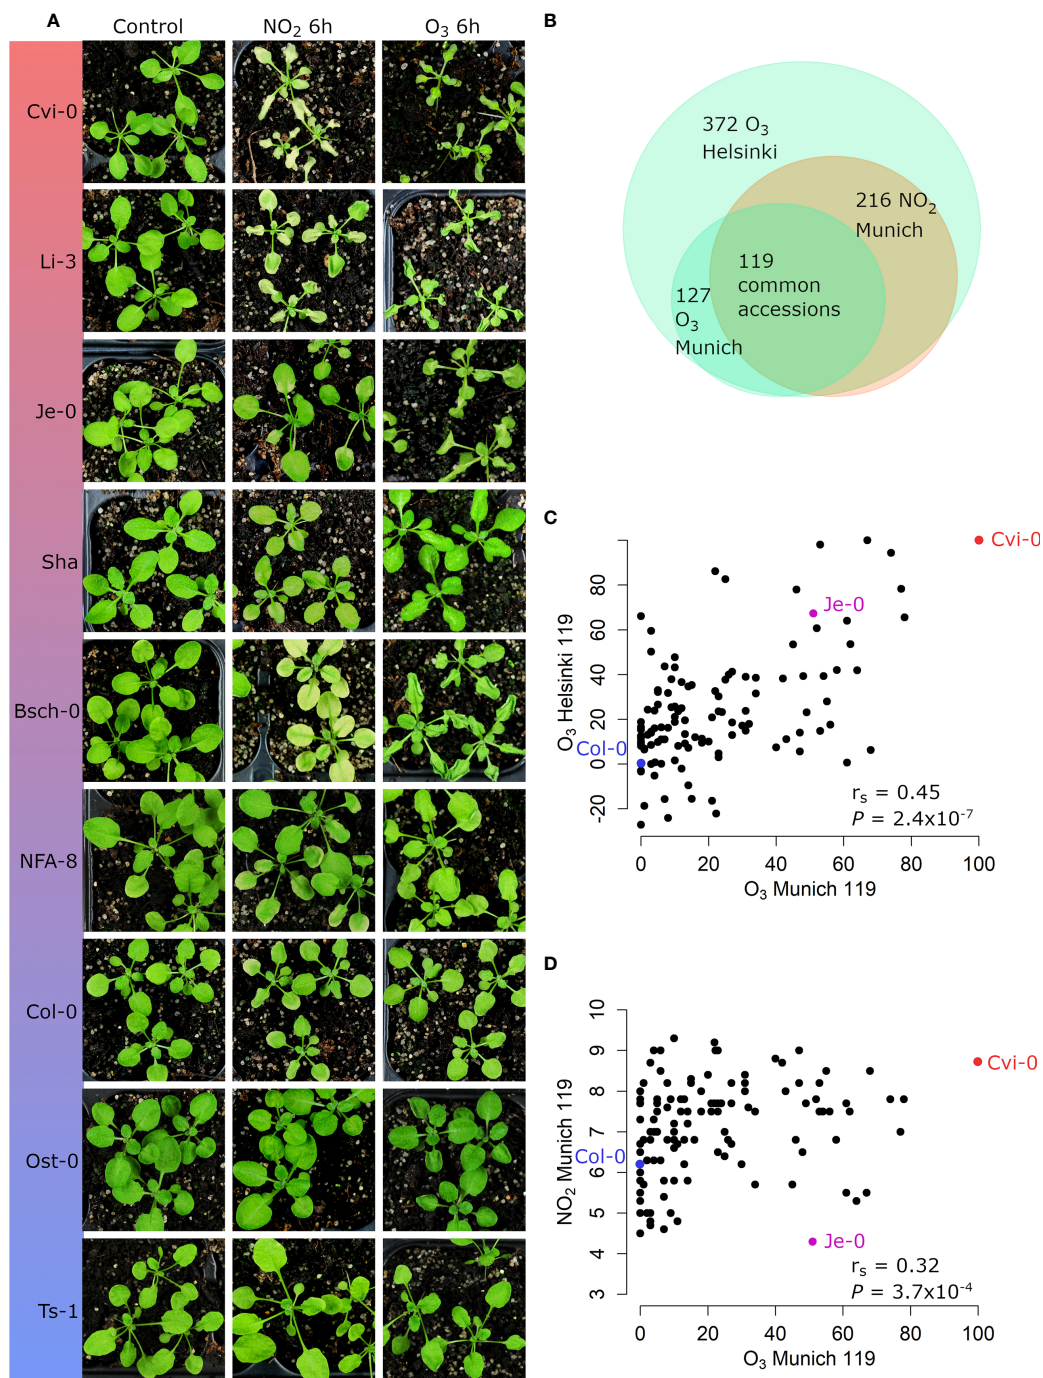 A
Control
NO₂ 6h
O₃ 6h
Cvi-0
Li-3
Je-0
Sha
Bsch-0
NFA-8
Col-0
Ost-0
Ts-1
B
372 O₃
Helsinki
216 NO₂
Munich
119
common
accessions
127
O₃
Munich
C
O₃ Helsinki 119
80
60
40
20
0
-20
Cvi-0
Je-0
Col-0
rₛ = 0.45
P = 2.4x10⁻⁷
0 20 40 60 80 100
O₃ Munich 119
D
NO₂ Munich 119
10
9
8
7
6
5
4
3
Cvi-0
Col-0
Je-0
rₛ = 0.32
P = 3.7x10⁻⁴
0 20 40 60 80 100
O₃ Munich 119